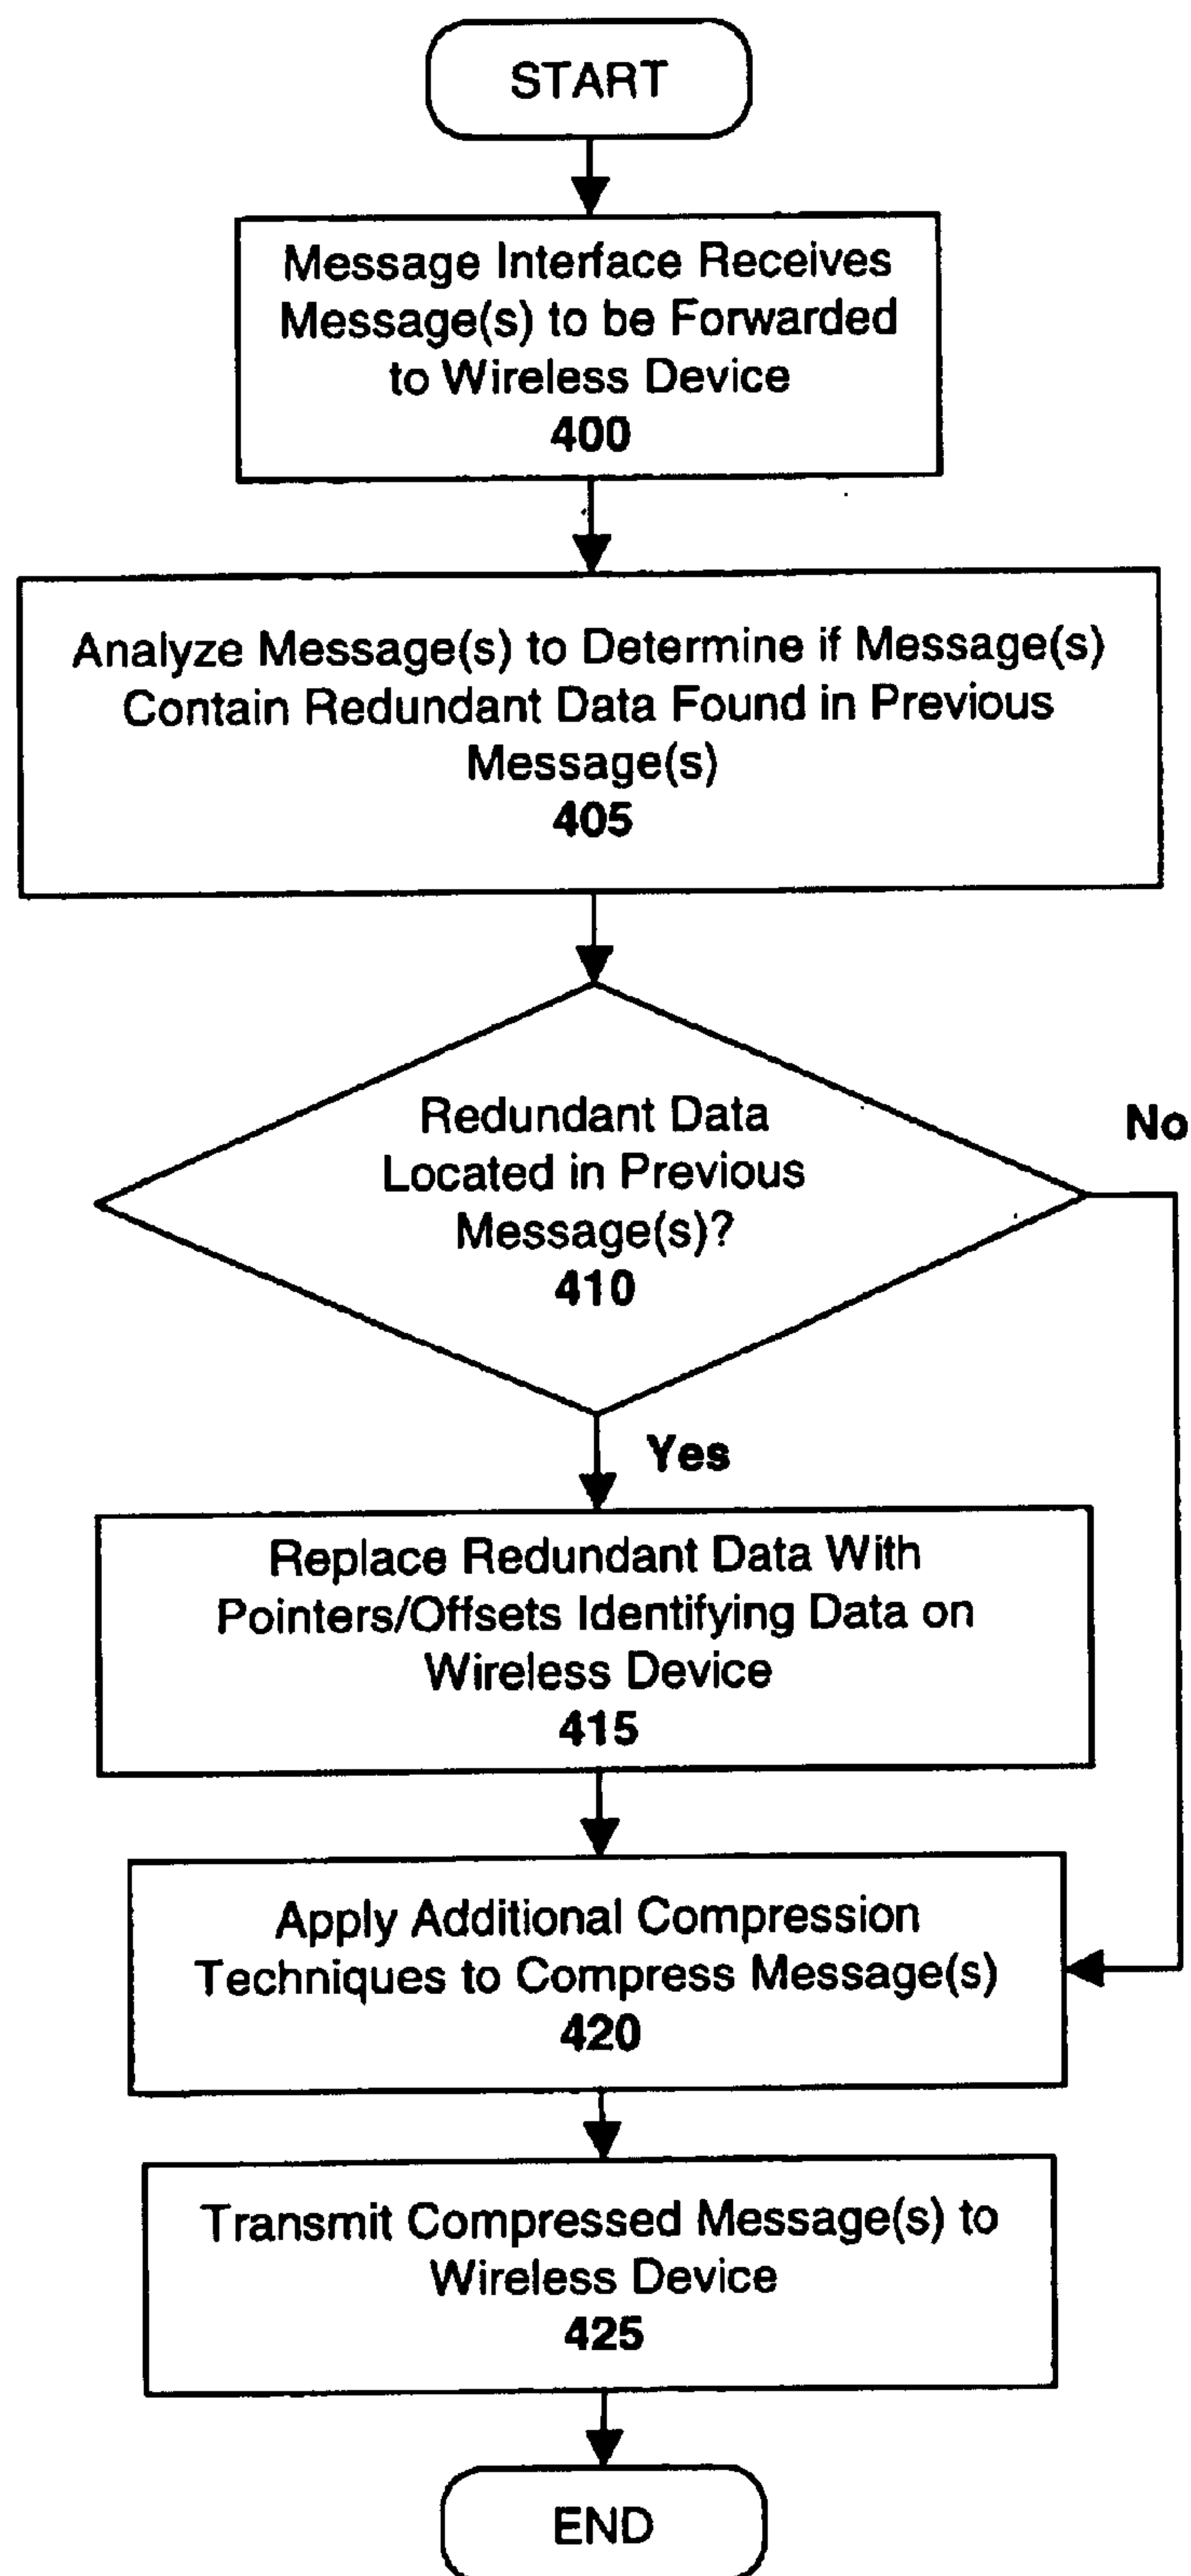 START
Message Interface Receives
Message(s) to be Forwarded
to Wireless Device
400
Analyze Message(s) to Determine if Message(s)
Contain Redundant Data Found in Previous
Message(s)
405
Redundant Data
Located in Previous
Message(s)?
410
No
Yes
Replace Redundant Data With
Pointers/Offsets Identifying Data on
Wireless Device
415
Apply Additional Compression
Techniques to Compress Message(s)
420
Transmit Compressed Message(s) to
Wireless Device
425
END